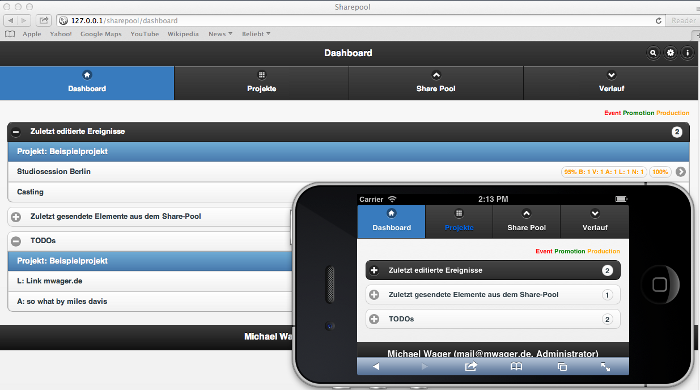 Sharepool
127.0.0.1/sharepool/dashboard
Reader
Apple Yahoo! Google Maps YouTube Wikipedia News Beliebt
Dashboard
Dashboard Projekte Share Pool Verlauf
Event Promotion Production
Zuletzt editierte Ereignisse 2
Projekt: Beispielprojekt
Studiosession Berlin 93% B: 1 V: 1 A: 1 L: 1 N: 1 100%
Casting
Zuletzt gesendete Elemente aus dem Share-Pool
TODOs
Projekt: Beispielprojekt
L: Link mwager.de
A: so what by miles davis
Michael Wa
Carrier 2:13 PM
Dashboard Projekte Share Pool Verlauf
Event Promotion Production
Zuletzt editierte Ereignisse 2
Zuletzt gesendete Elemente aus dem Share-Pool 1
TODOs 2
Michael Wager (mail@mwager.de, Administrator)